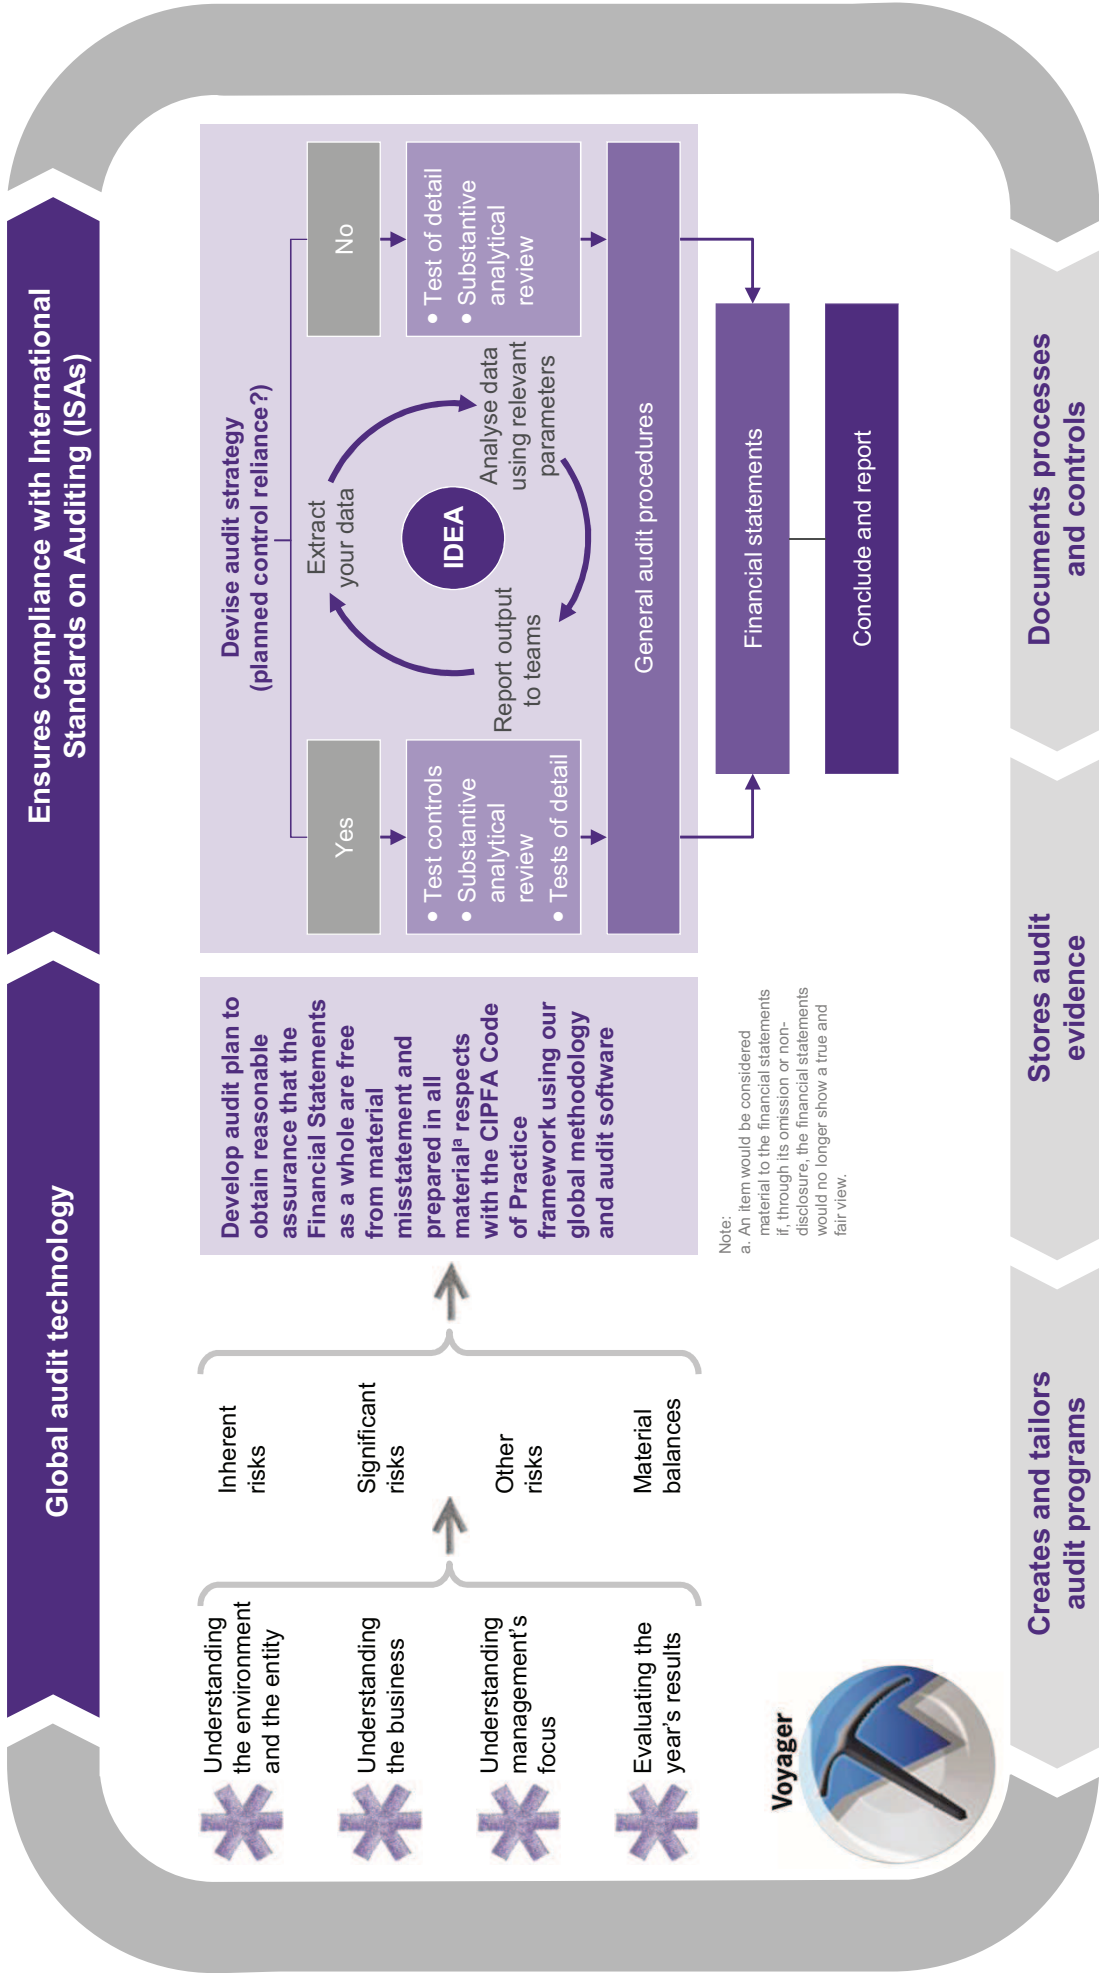 Global audit technology
Ensures compliance with International
Standards on Auditing (ISAs)
Understanding
the environment
and the entity
Understanding
the business
Understanding
management’s
focus
Evaluating the
year’s results
Inherent
risks
Significant
risks
Other
risks
Material
balances
Develop audit plan to
obtain reasonable
assurance that the
Financial Statements
as a whole are free
from material
misstatement and
prepared in all
materialª respects
with the CIPFA Code
of Practice
framework using our
global methodology
and audit software
Note:
a. An item would be considered
material to the financial statements
if, through its omission or non-
disclosure, the financial statements
would no longer show a true and
fair view.
Devise audit strategy
(planned control reliance?)
Yes
No
• Test controls
• Substantive
analytical
review
• Tests of detail
Extract
your data
IDEA
Analyse data
using relevant
parameters
Report output
to teams
• Test of detail
• Substantive
analytical
review
General audit procedures
Financial statements
Conclude and report
Voyager
Creates and tailors
audit programs
Stores audit
evidence
Documents processes
and controls